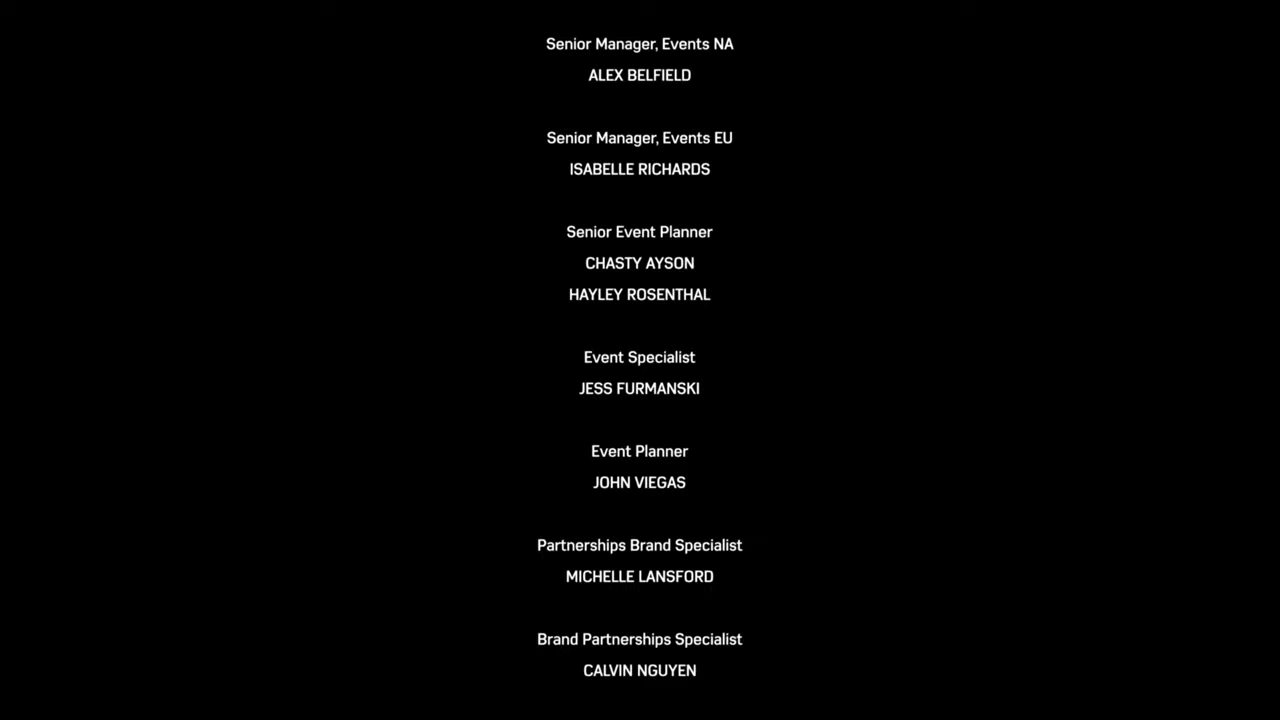 Senior Manager, Events NA
ALEX BELFIELD
Senior Manager, Events EU
ISABELLE RICHARDS
Senior Event Planner
CHASTY AYSON
HAYLEY ROSENTHAL
Event Specialist
JESS FURMANSKI
Event Planner
JOHN VIEGAS
Partnerships Brand Specialist
MICHELLE LANSFORD
Brand Partnerships Specialist
CALVIN NGUYEN